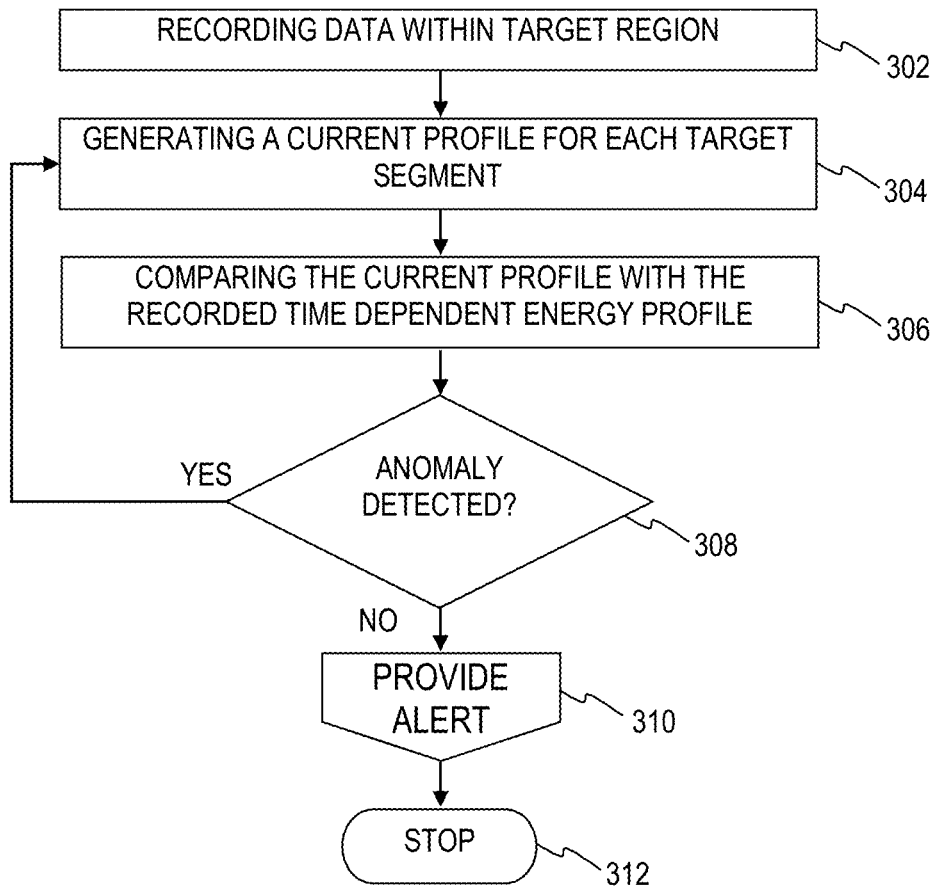 RECORDING DATA WITHIN TARGET REGION
302
GENERATING A CURRENT PROFILE FOR EACH TARGET
SEGMENT
304
COMPARING THE CURRENT PROFILE WITH THE
RECORDED TIME DEPENDENT ENERGY PROFILE
306
YES
ANOMALY
DETECTED?
308
NO
PROVIDE
ALERT
310
STOP
312